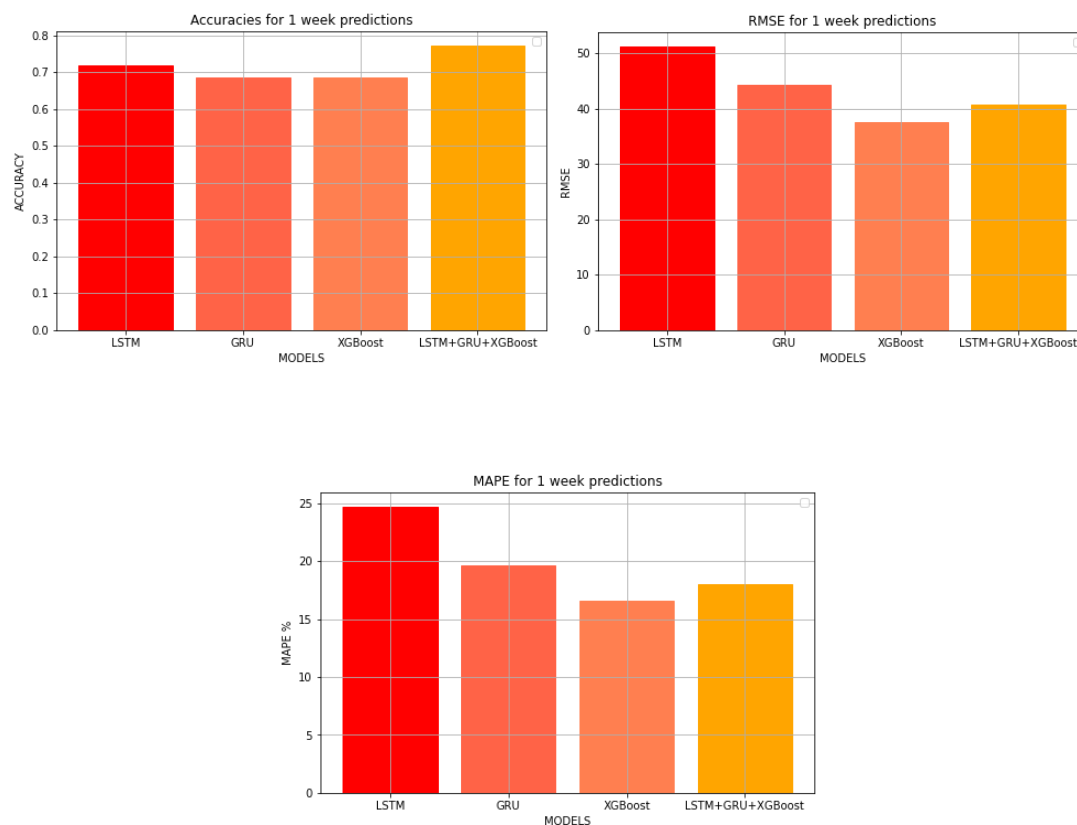 Accuracies for 1 week predictions
0.8
0.7
0.6
0.5
0.4
0.3
0.2
0.1
0.0
ACCURACY
LSTM GRU XGBoost LSTM+GRU+XGBoost
MODELS
RMSE for 1 week predictions
50
40
30
20
10
0
RMSE
LSTM GRU XGBoost LSTM+GRU+XGBoost
MODELS
MAPE for 1 week predictions
25
20
15
10
5
0
MAPE %
LSTM GRU XGBoost LSTM+GRU+XGBoost
MODELS